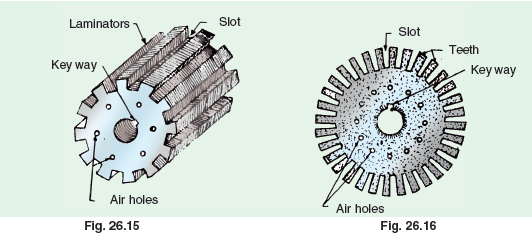 Laminators
Slot
Key way
Air holes
Fig. 26.15
Slot
Teeth
Key way
Air holes
Fig. 26.16